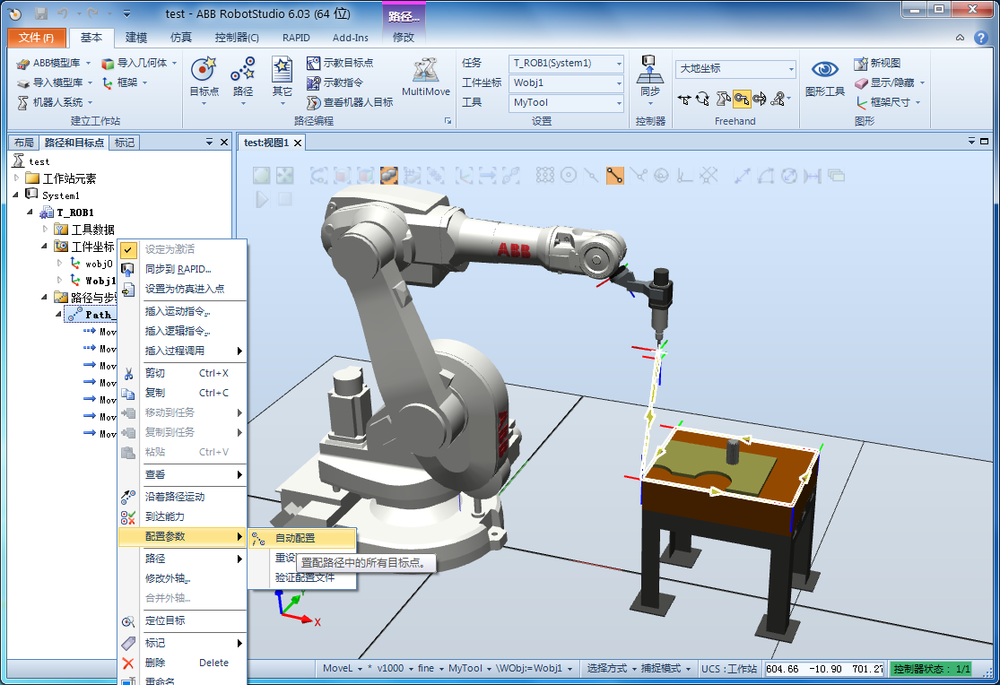 test - ABB RobotStudio 6.03 (64 位)
路径...
文件(F) 基本 建模 仿真 控制器(C) RAPID Add-Ins 修改
ABB模型库 导入几何体
导入模型库 框架
机器人系统
建立工作站
目标点 路径 其它
示教目标点
示教指令
查看机器人目标
MultiMove
路径编程
任务 T_ROB1(System1)
工件坐标 Wobj1
工具 MyTool
设置
同步
控制器
大地坐标
Freehand
图形工具
新视图
显示/隐藏
框架尺寸
图形
布局 路径和目标点 标记
test:视图1
test
工作站元素
System1
T_ROB1
工具数据
工件坐标
wobj0
Wobj1
路径与步
Path_
Mov
Mov
Mov
Mov
Mov
Mov
Mov
设定为激活
同步到 RAPID...
设置为仿真进入点
插入运动指令...
插入逻辑指令...
插入过程调用
剪切 Ctrl+X
复制 Ctrl+C
移动到任务
复制到任务
粘贴 Ctrl+V
查看
沿着路径运动
到达能力
配置参数
路径
修改外轴...
合并外轴...
定位目标
标记
删除 Delete
重命名
自动配置
重设
置配路径中的所有目标点。
验证配置文件
ABB
ABB
X
Y
MoveL * v1000 fine MyTool \WObj:=Wobj1 选择方式 捕捉模式 UCS : 工作站 604.66 -10.90 701.27 控制器状态: 1/1